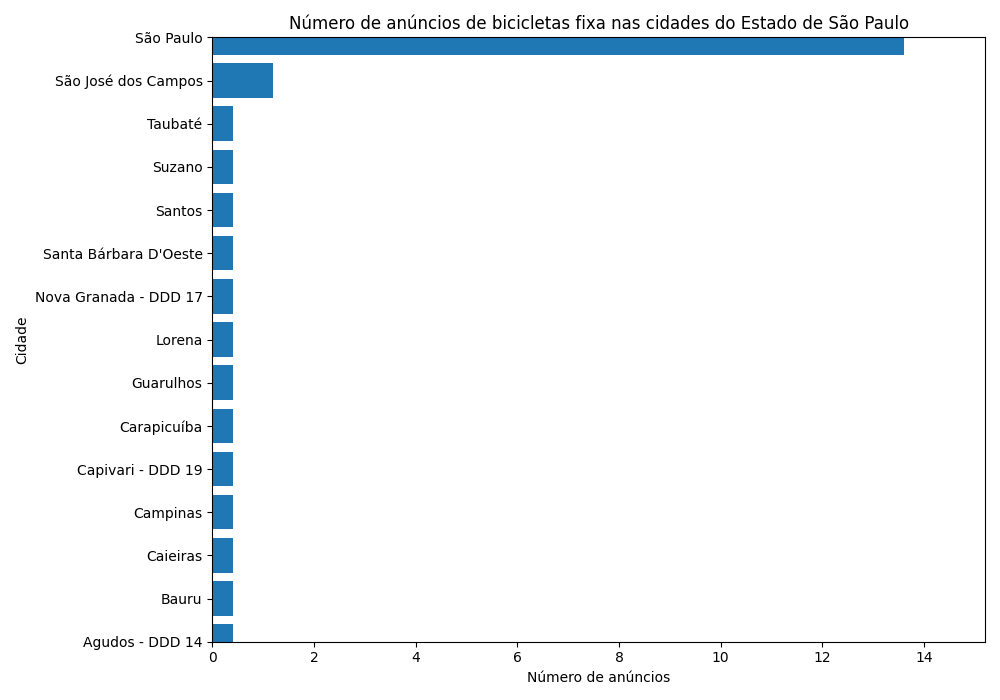 Número de anúncios de bicicletas fixa nas cidades do Estado de São Paulo
São Paulo
São José dos Campos
Taubaté
Suzano
Santos
Santa Bárbara D'Oeste
Nova Granada - DDD 17
Lorena
Guarulhos
Carapicuíba
Capivari - DDD 19
Campinas
Caieiras
Bauru
Agudos - DDD 14
Cidade
0 2 4 6 8 10 12 14
Número de anúncios